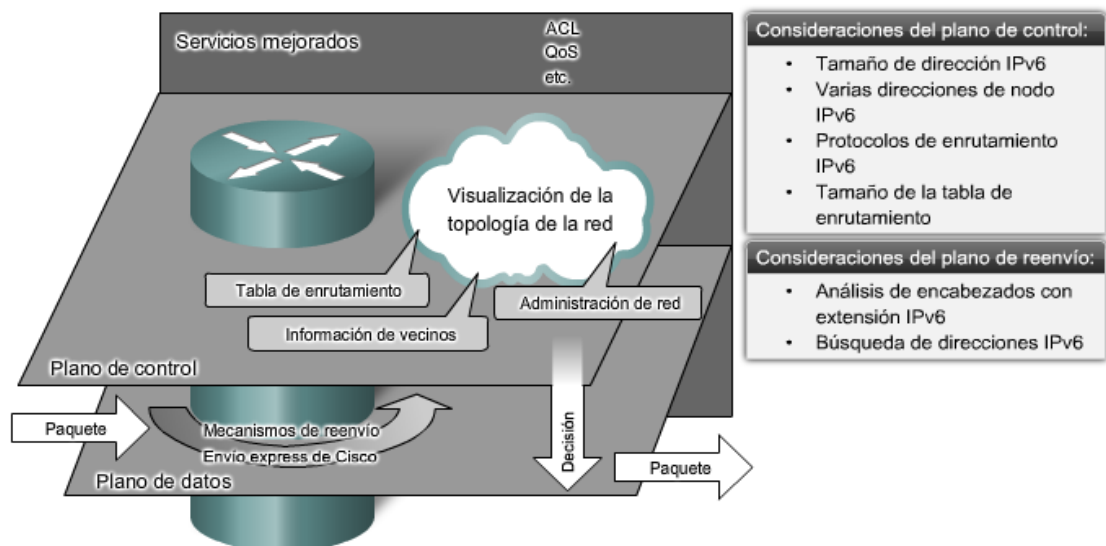 Servicios mejorados
ACL
QoS
etc.
Visualización de la
topología de la red
Tabla de enrutamiento
Información de vecinos
Administración de red
Plano de control
Paquete
Mecanismos de reenvío
Envío express de Cisco
Decisión
Paquete
Plano de datos
Consideraciones del plano de control:
• Tamaño de dirección IPv6
• Varias direcciones de nodo
IPv6
• Protocolos de enrutamiento
IPv6
• Tamaño de la tabla de
enrutamiento
Consideraciones del plano de reenvío:
• Análisis de encabezados con
extensión IPv6
• Búsqueda de direcciones IPv6